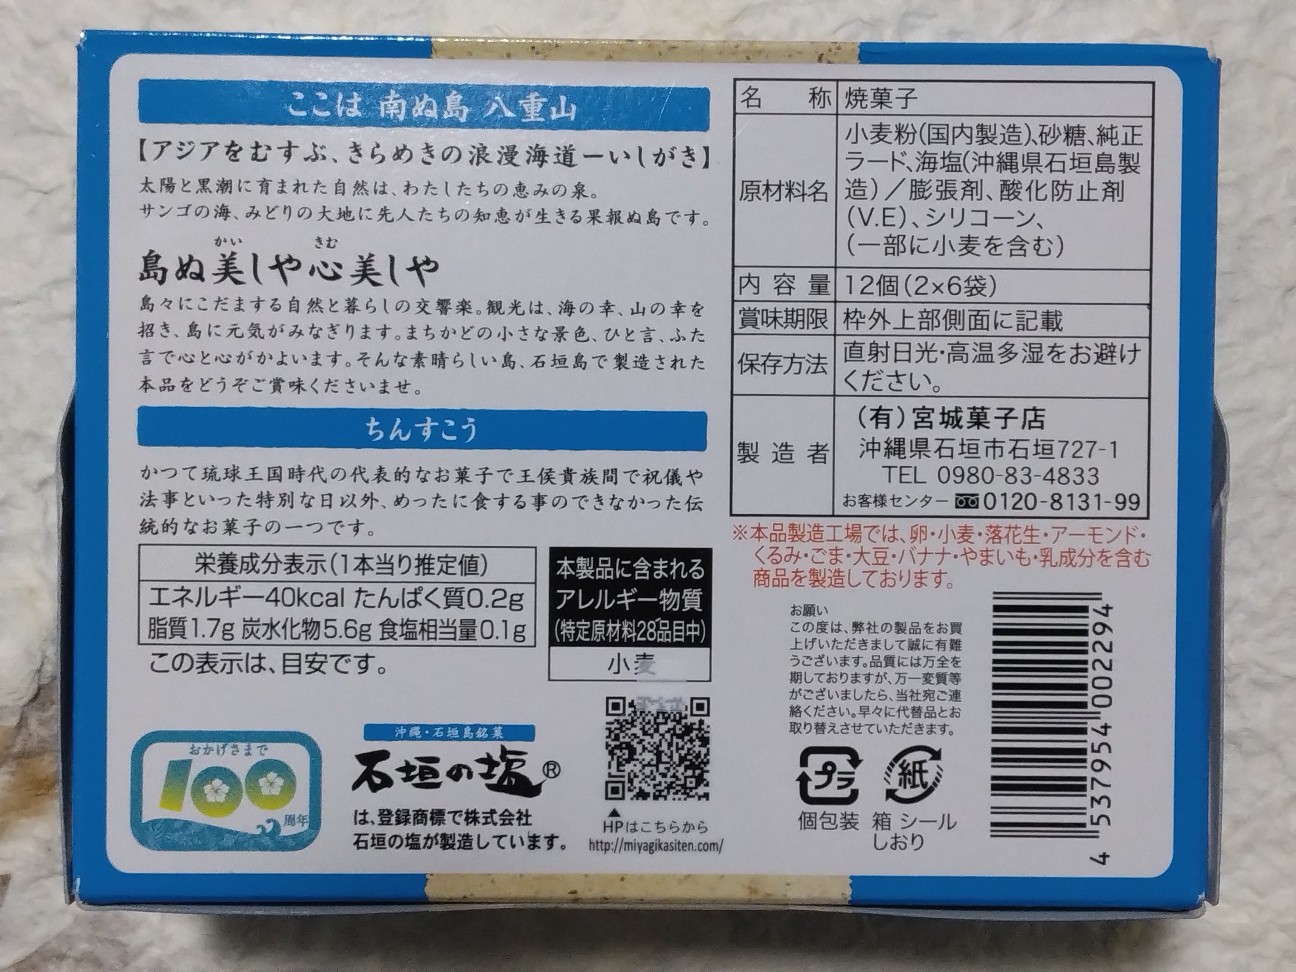 ここは 南ぬ島 八重山
【アジアをむすぶ、きらめきの浪漫海道ーいしがき】
太陽と黒潮に育まれた自然は、わたしたちの恵みの泉。
サンゴの海、みどりの大地に先人たちの知恵が生きる果報ぬ島です。
かい きむ
島ぬ美しや心美しや
島々にこだまする自然と暮らしの交響楽。観光は、海の幸、山の幸を
招き、島に元気がみなぎります。まちかどの小さな景色、ひと言、ふた
言で心と心がかよいます。そんな素晴らしい島、石垣島で製造された
本品をどうぞご賞味くださいませ。
ちんすこう
かつて琉球王国時代の代表的なお菓子で王侯貴族間で祝儀や
法事といった特別な日以外、めったに食する事のできなかった伝
統的なお菓子の一つです。
栄養成分表示(1本当り推定値)
エネルギー40kcal たんぱく質0.2g
脂質1.7g 炭水化物5.6g 食塩相当量0.1g
この表示は、目安です。
本製品に含まれる
アレルギー物質
(特定原材料28品目中)
小麦
おかげさまで
100
周年
沖縄・石垣島銘菓
石垣の塩®
は、登録商標で株式会社
石垣の塩が製造しています。
▲
HPはこちらから
http://miyagikasiten.com/
名 称 焼菓子
原材料名 小麦粉(国内製造)、砂糖、純正
ラード、海塩(沖縄県石垣島製
造)/膨張剤、酸化防止剤
(V.E)、シリコーン、
(一部に小麦を含む)
内容量 12個(2×6袋)
賞味期限 枠外上部側面に記載
保存方法 直射日光・高温多湿をお避け
ください。
製造者 (有)宮城菓子店
沖縄県石垣市石垣727-1
TEL 0980-83-4833
お客様センター 0120-8131-99
※本品製造工場では、卵・小麦・落花生・アーモンド・
くるみ・ごま・大豆・バナナ・やまいも・乳成分を含む
商品を製造しております。
お願い
この度は、弊社の製品をお買
上げいただきまして誠に有難
うございます。品質には万全を
期しておりますが、万一変質等
がございましたら、当社宛ご連
絡ください。早々に代替品とお
取り替えさせていただきます。
プラ
個包装
紙
箱 シール
しおり
4 537954 002294